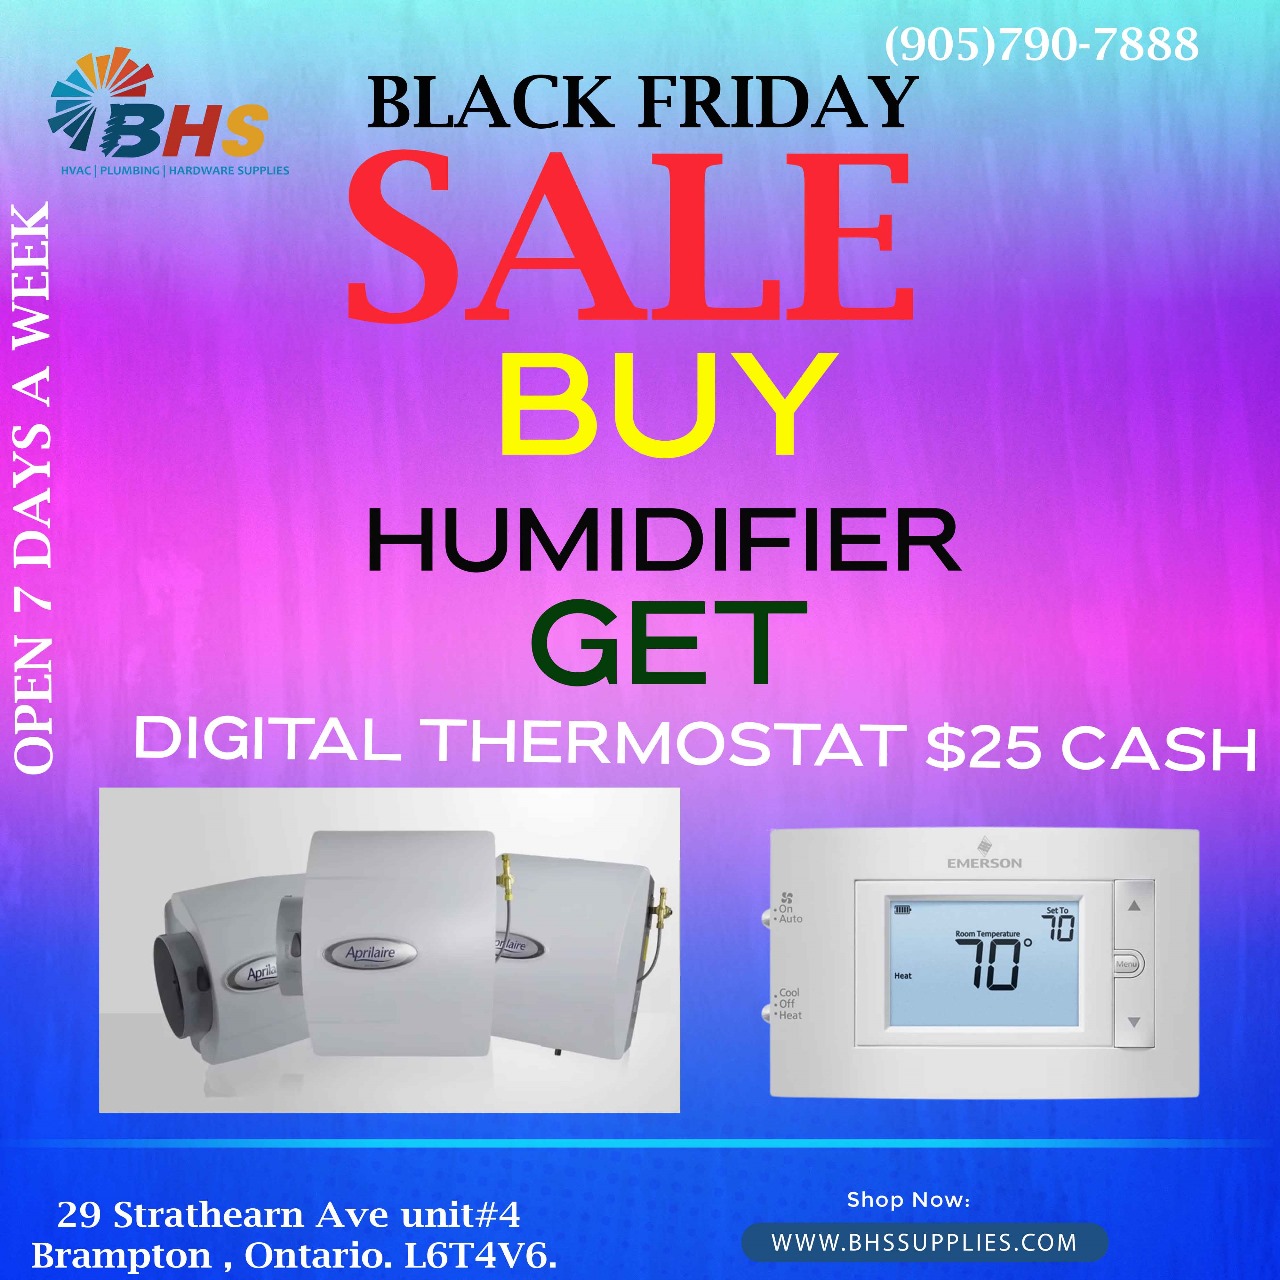 (905)790-7888
BHS
HVAC | PLUMBING | HARDWARE SUPPLIES
BLACK FRIDAY
SALE
OPEN 7 DAYS A WEEK
BUY
HUMIDIFIER
GET
DIGITAL THERMOSTAT $25 CASH
Aprilaire
EMERSON
On
Auto
Set To
70
Room Temperature
70°
Heat
Menu
Cool
Off
Heat
29 Strathearn Ave unit#4
Brampton , Ontario. L6T4V6.
Shop Now:
WWW.BHSSUPPLIES.COM